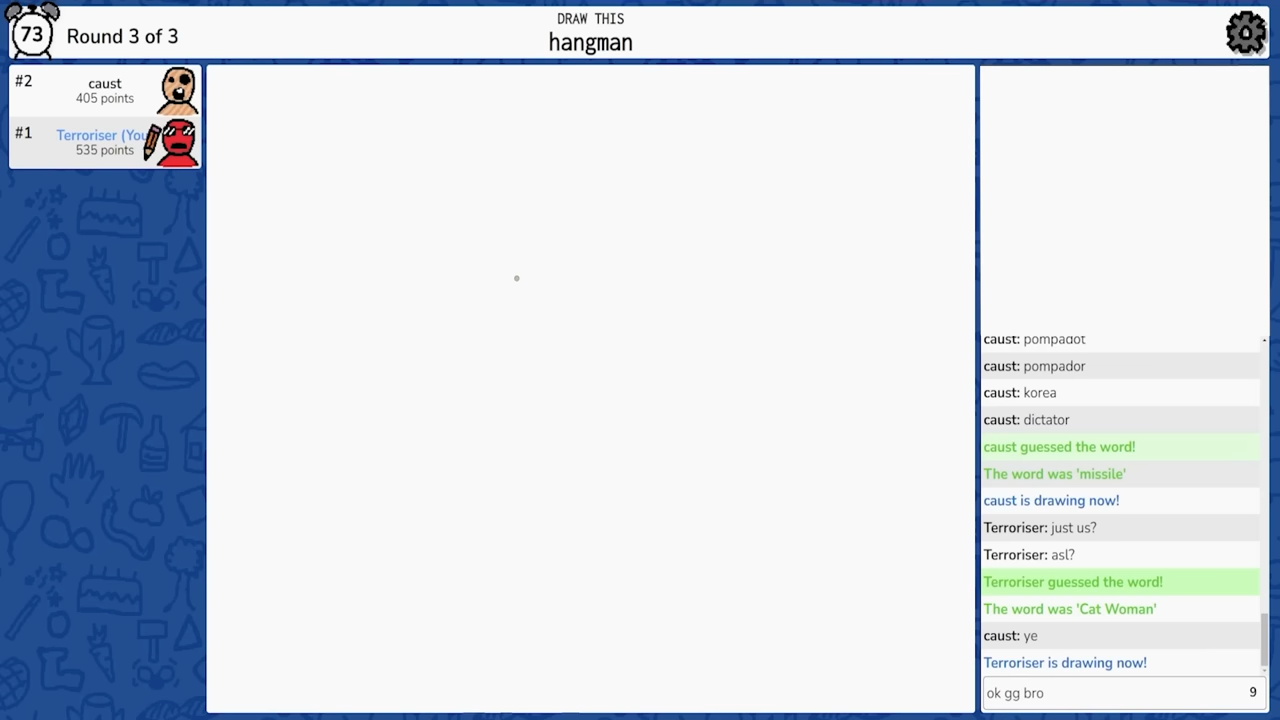 73
Round 3 of 3
DRAW THIS
hangman
#2
caust
405 points
#1
Terroriser (You
535 points
caust: pompadot
caust: pompador
caust: korea
caust: dictator
caust guessed the word!
The word was 'missile'
caust is drawing now!
Terroriser: just us?
Terroriser: asl?
Terroriser guessed the word!
The word was 'Cat Woman'
caust: ye
Terroriser is drawing now!
ok gg bro
9